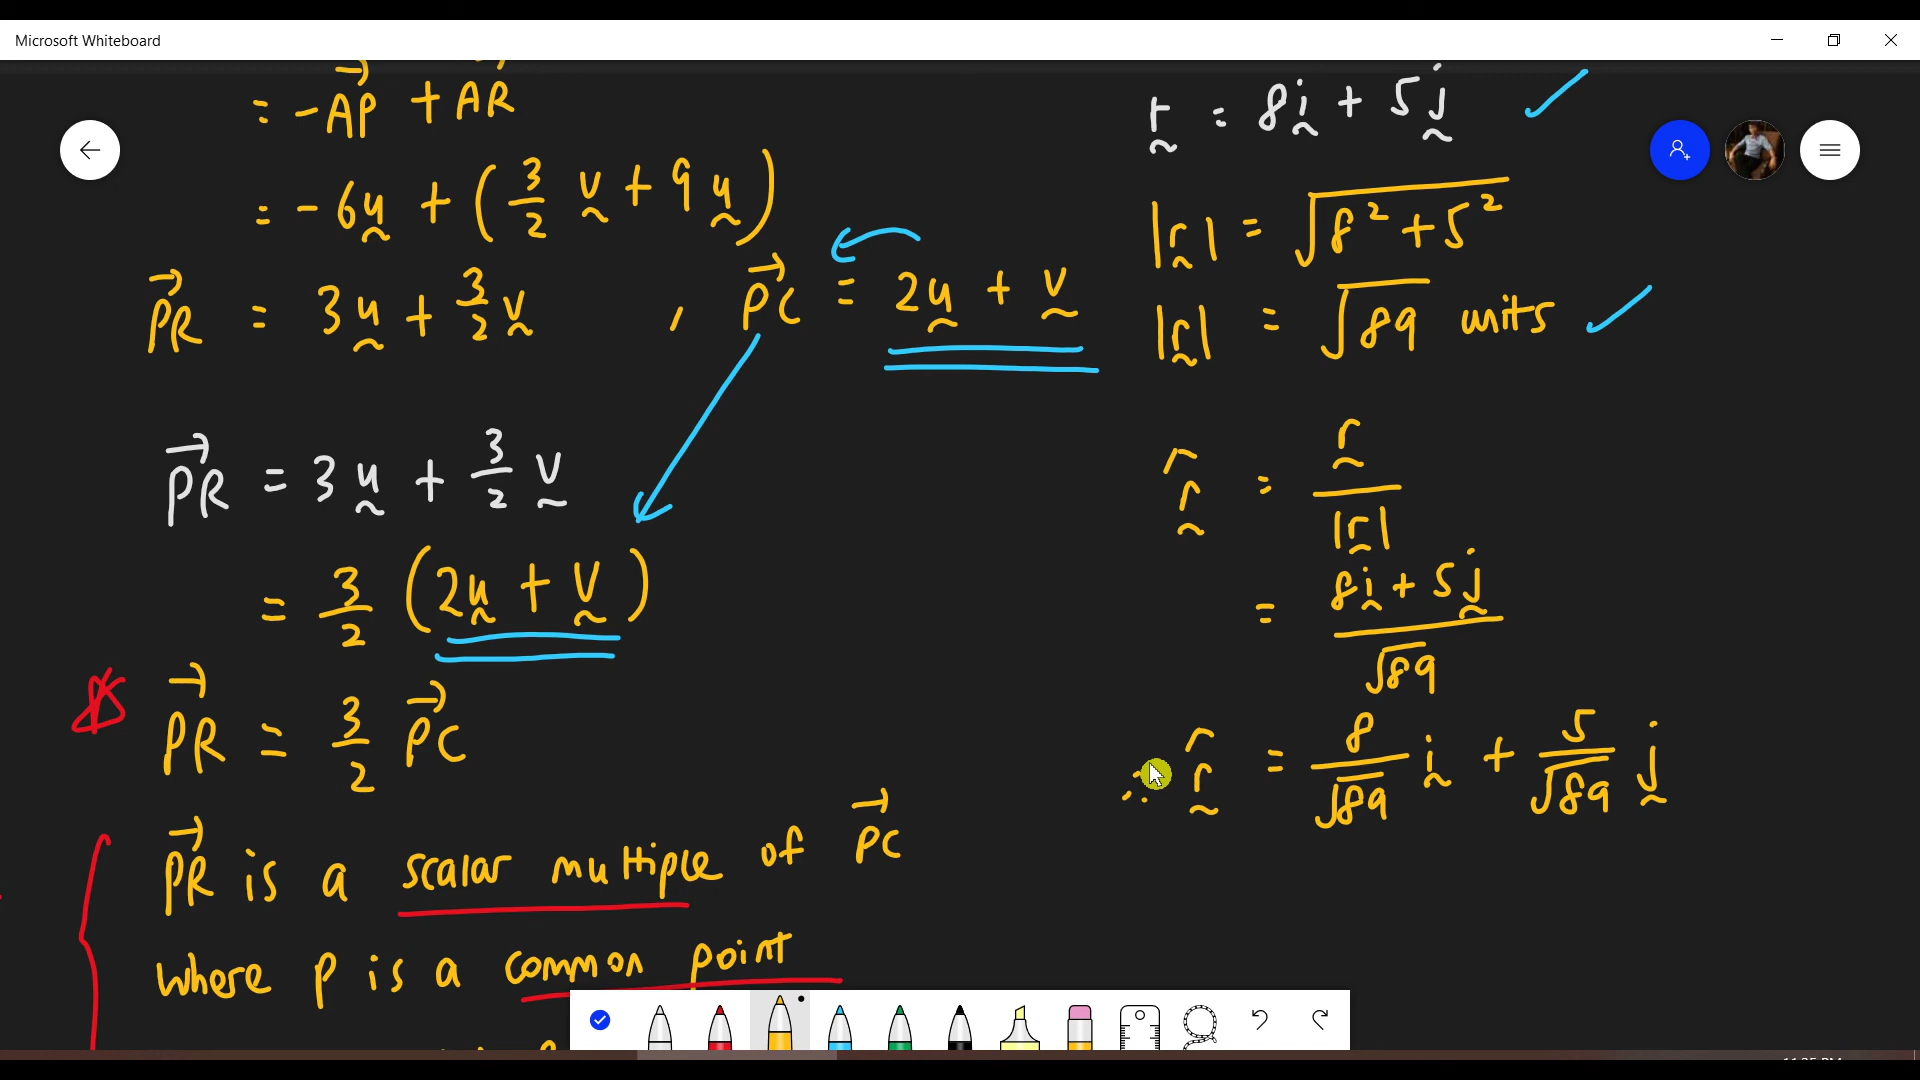 Microsoft Whiteboard
= -AP + AR
= -6u + (3/2 v + 9u)
PR = 3u + 3/2 v , PC = 2u + v
PR = 3u + 3/2 v
= 3/2 (2u + v)
PR = 3/2 PC
PR is a scalar multiple of PC
where P is a common point
r = 8i + 5j
|r| = √8² + 5²
|r| = √89 units
r̂ = r/|r|
= 8i + 5j/√89
∴ r̂ = 8/√89 i + 5/√89 j